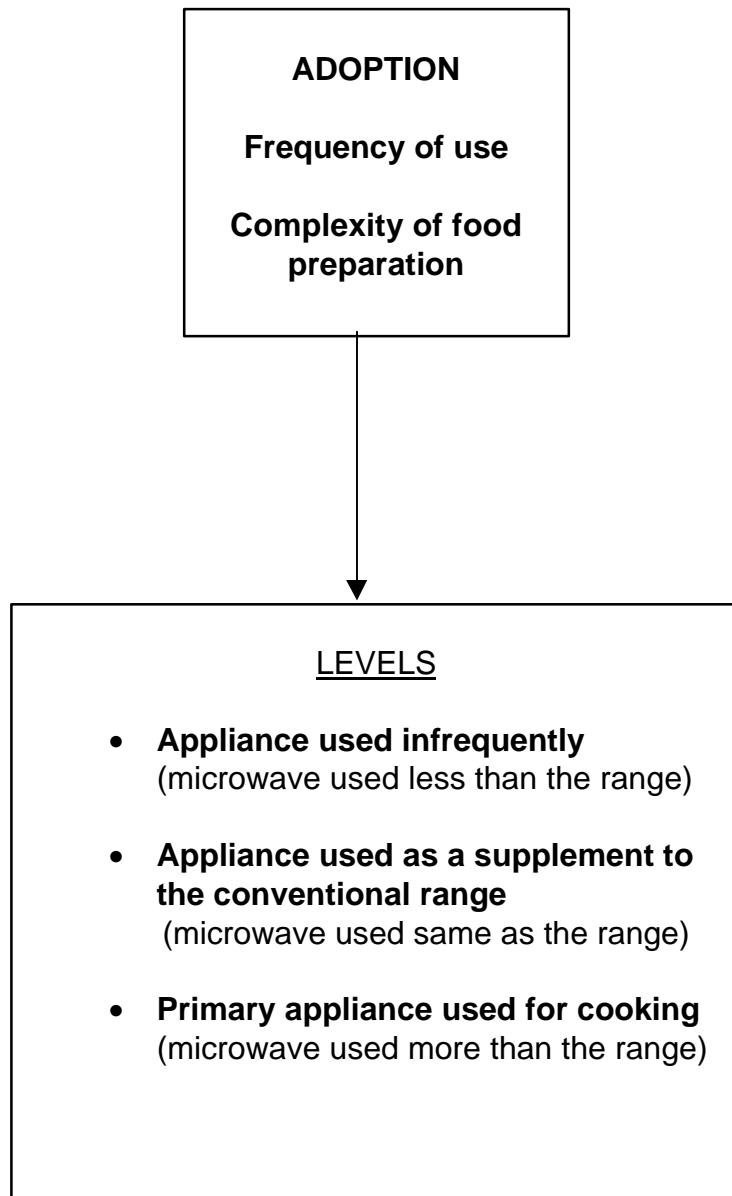 ADOPTION
Frequency of use
Complexity of food
preparation
LEVELS
• Appliance used infrequently
(microwave used less than the range)
• Appliance used as a supplement to
the conventional range
(microwave used same as the range)
• Primary appliance used for cooking
(microwave used more than the range)